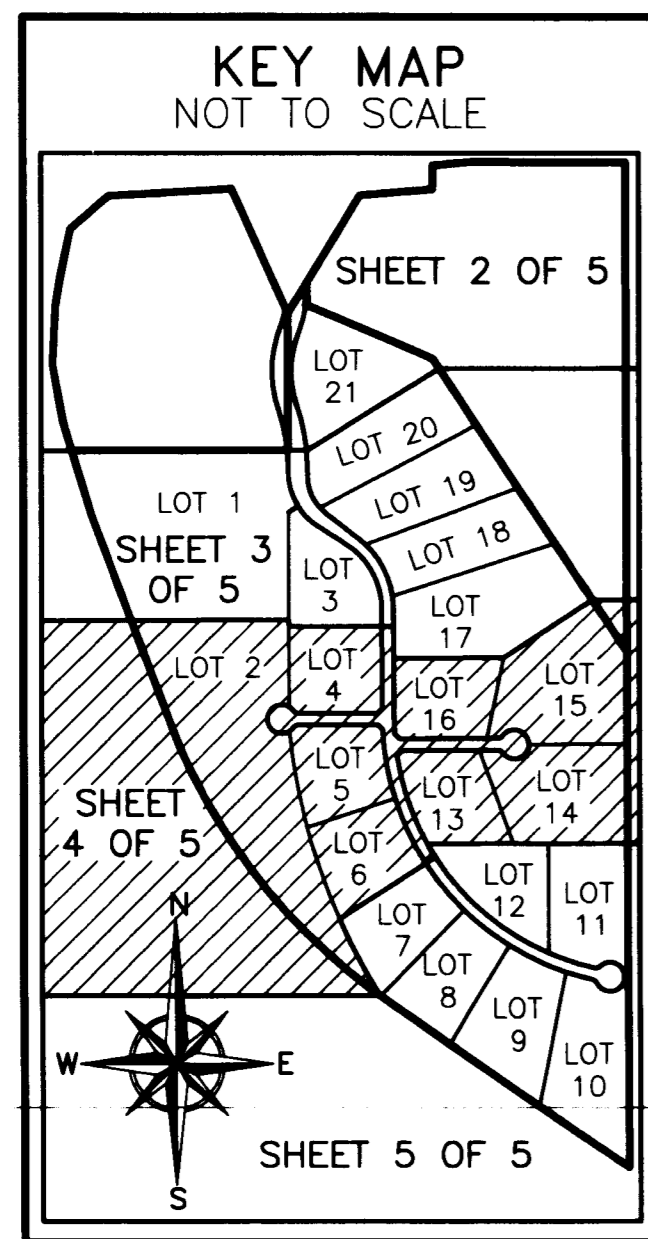 KEY MAP
NOT TO SCALE
SHEET 2 OF 5
LOT
21
LOT 20
LOT 19
LOT 18
LOT 1
SHEET 3
OF 5
LOT
3
LOT
17
LOT 2
LOT
4
LOT
16
LOT
15
SHEET
4 OF 5
LOT
5
LOT
13
LOT
14
LOT
6
LOT
12
LOT
11
LOT
7
LOT
8
LOT
9
LOT
10
N
W
E
S
SHEET 5 OF 5